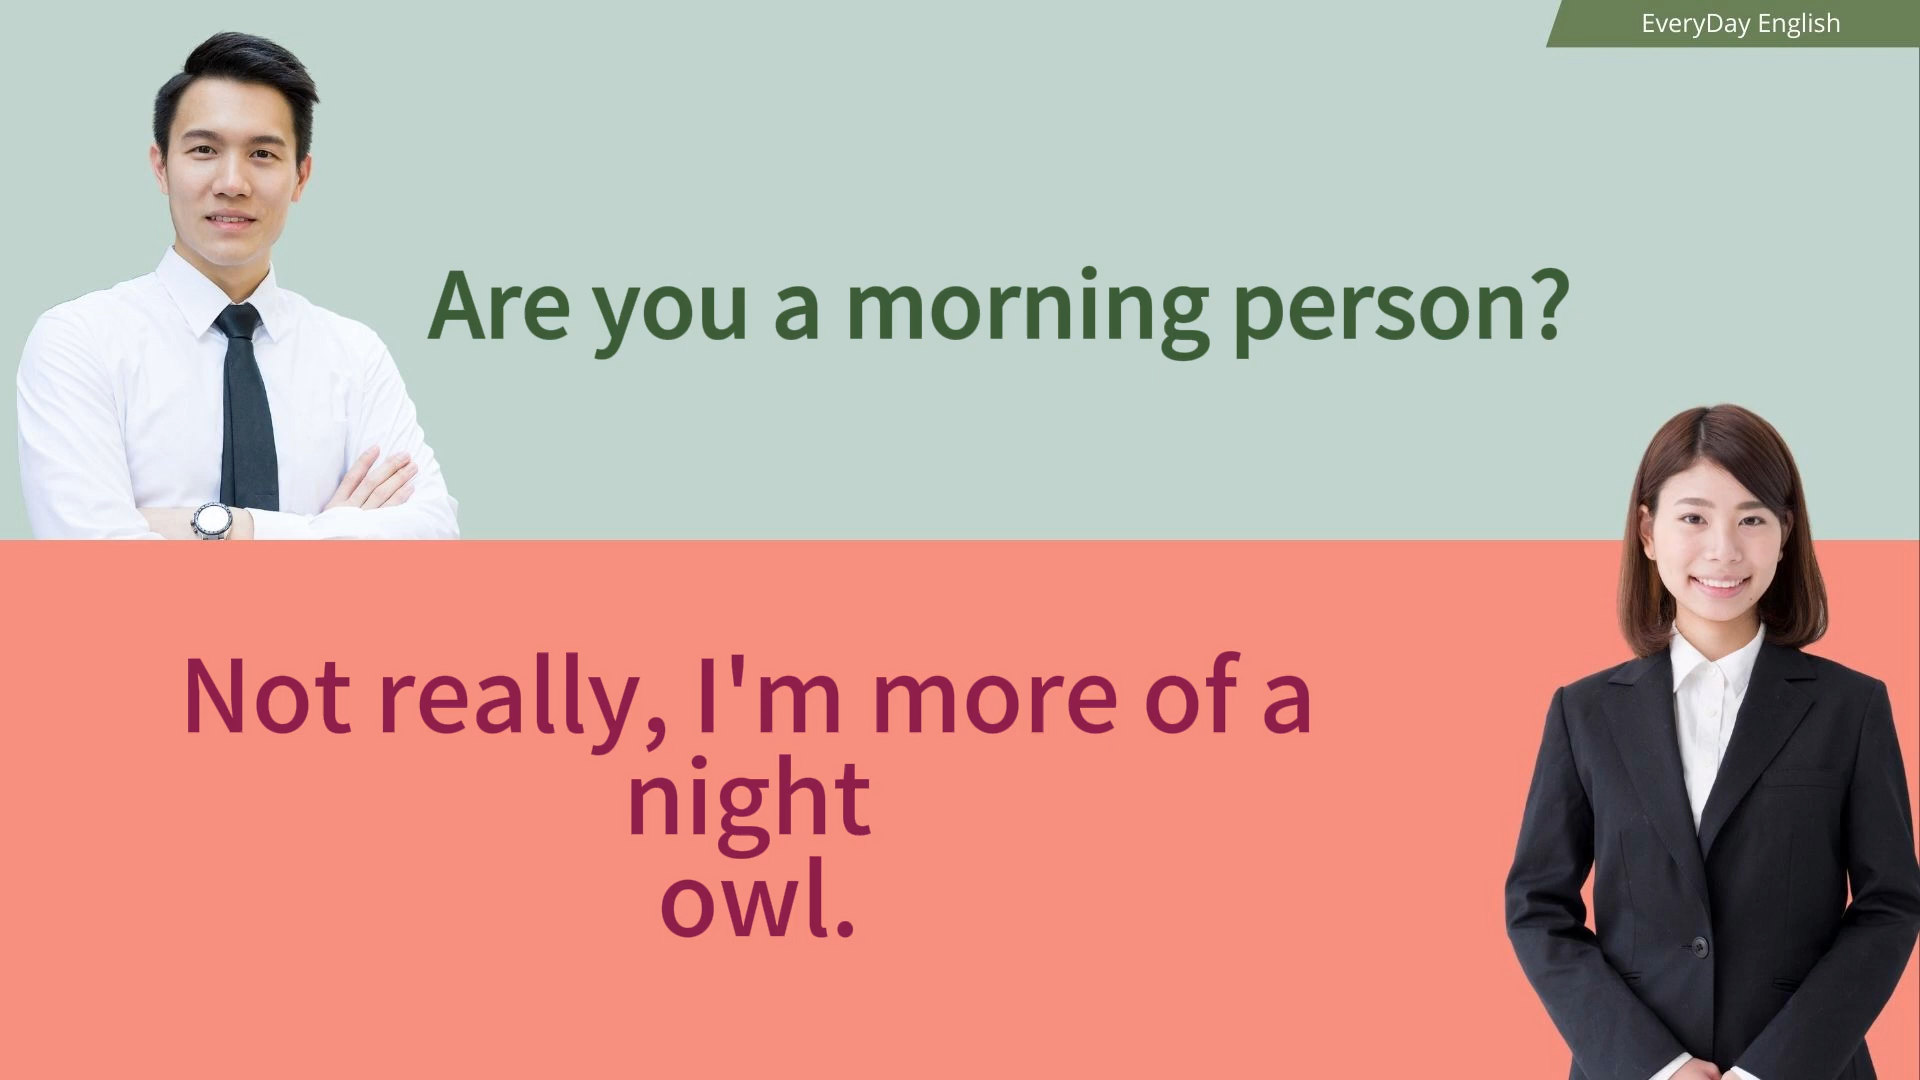 EveryDay English
Are you a morning person?
Not really, I'm more of a
night
owl.